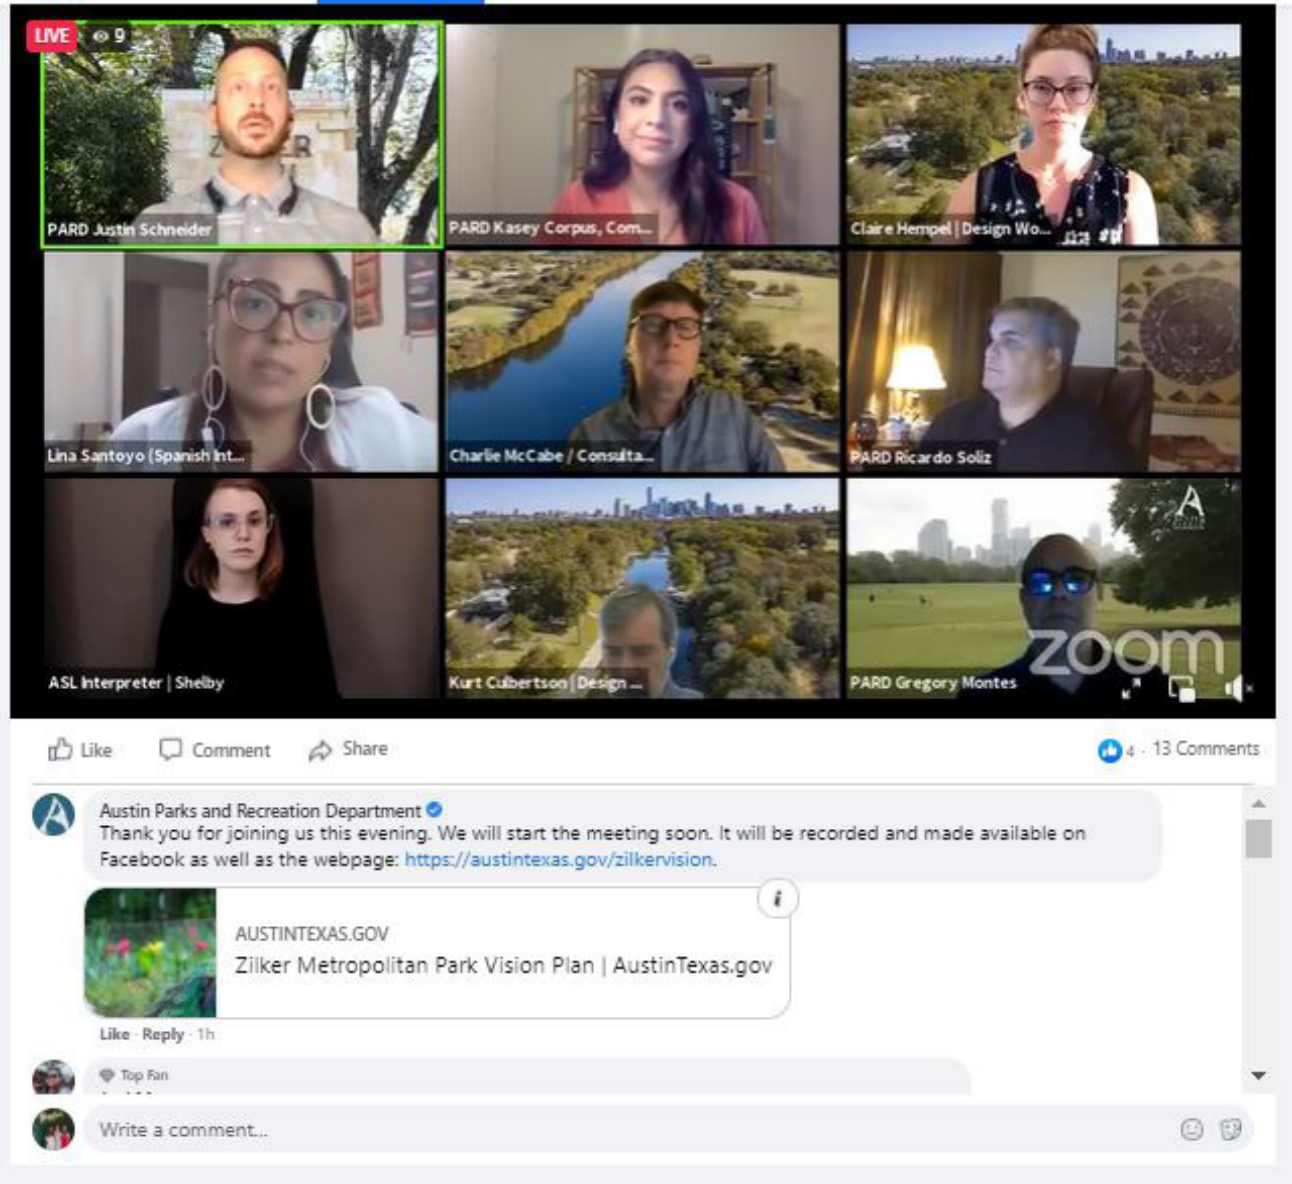 LIVE 9
ZILKER
PARD Justin Schneider
PARD Kasey Corpus, Com...
Claire Hempel | Design Wo...
Lina Santoyo (Spanish Int...
Charlie McCabe / Consulta...
PARD Ricardo Soliz
ASL Interpreter | Shelby
Kurt Culbertson | Design ...
zoom
PARD Gregory Montes
Like Comment Share 4 · 13 Comments
Austin Parks and Recreation Department
Thank you for joining us this evening. We will start the meeting soon. It will be recorded and made available on
Facebook as well as the webpage: https://austintexas.gov/zilkervision.
AUSTINTEXAS.GOV
Zilker Metropolitan Park Vision Plan | AustinTexas.gov
Like · Reply · 1h
Top Fan
Write a comment...